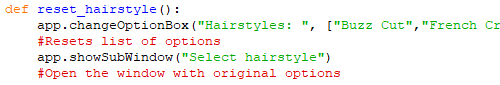 def reset_hairstyle():
    app.changeOptionBox("Hairstyles: ", ["Buzz Cut","French Cr
    #Resets list of options
    app.showSubWindow("Select hairstyle")
    #Open the window with original options